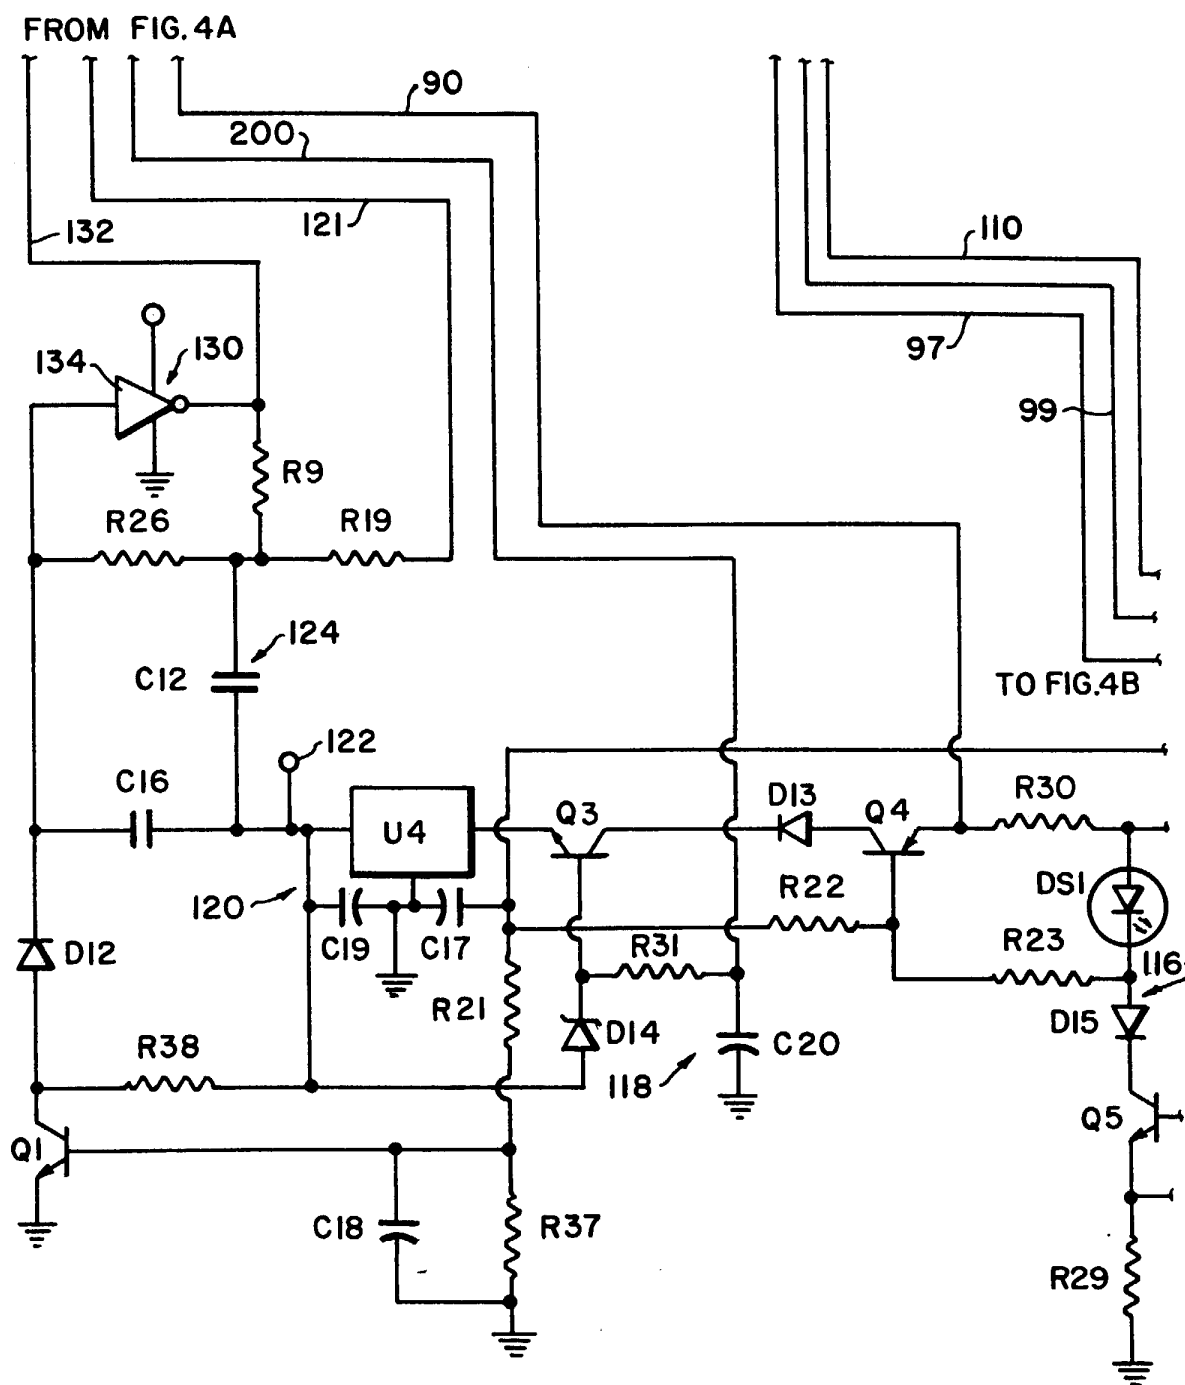 FROM FIG. 4A
90
200
121
132
110
97
99
134
130
R9
R26
R19
124
C12
TO FIG. 4B
122
C16
U4
Q3
D13
Q4
R30
DS1
R22
120
C19
C17
R31
R23
116
D12
R21
D14
D15
C20
118
R38
Q5
Q1
C18
R37
R29